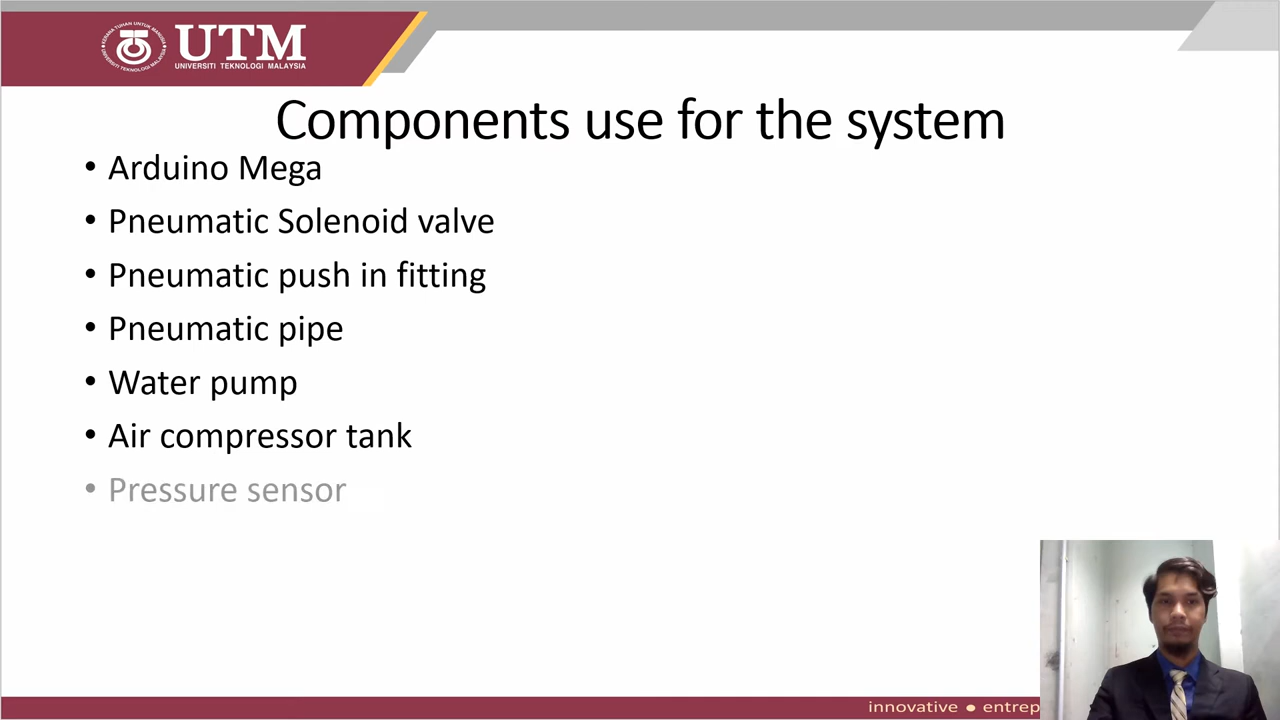 UTM
UNIVERSITI TEKNOLOGI MALAYSIA
Components use for the system
• Arduino Mega
• Pneumatic Solenoid valve
• Pneumatic push in fitting
• Pneumatic pipe
• Water pump
• Air compressor tank
• Pressure sensor
innovative ● entrep